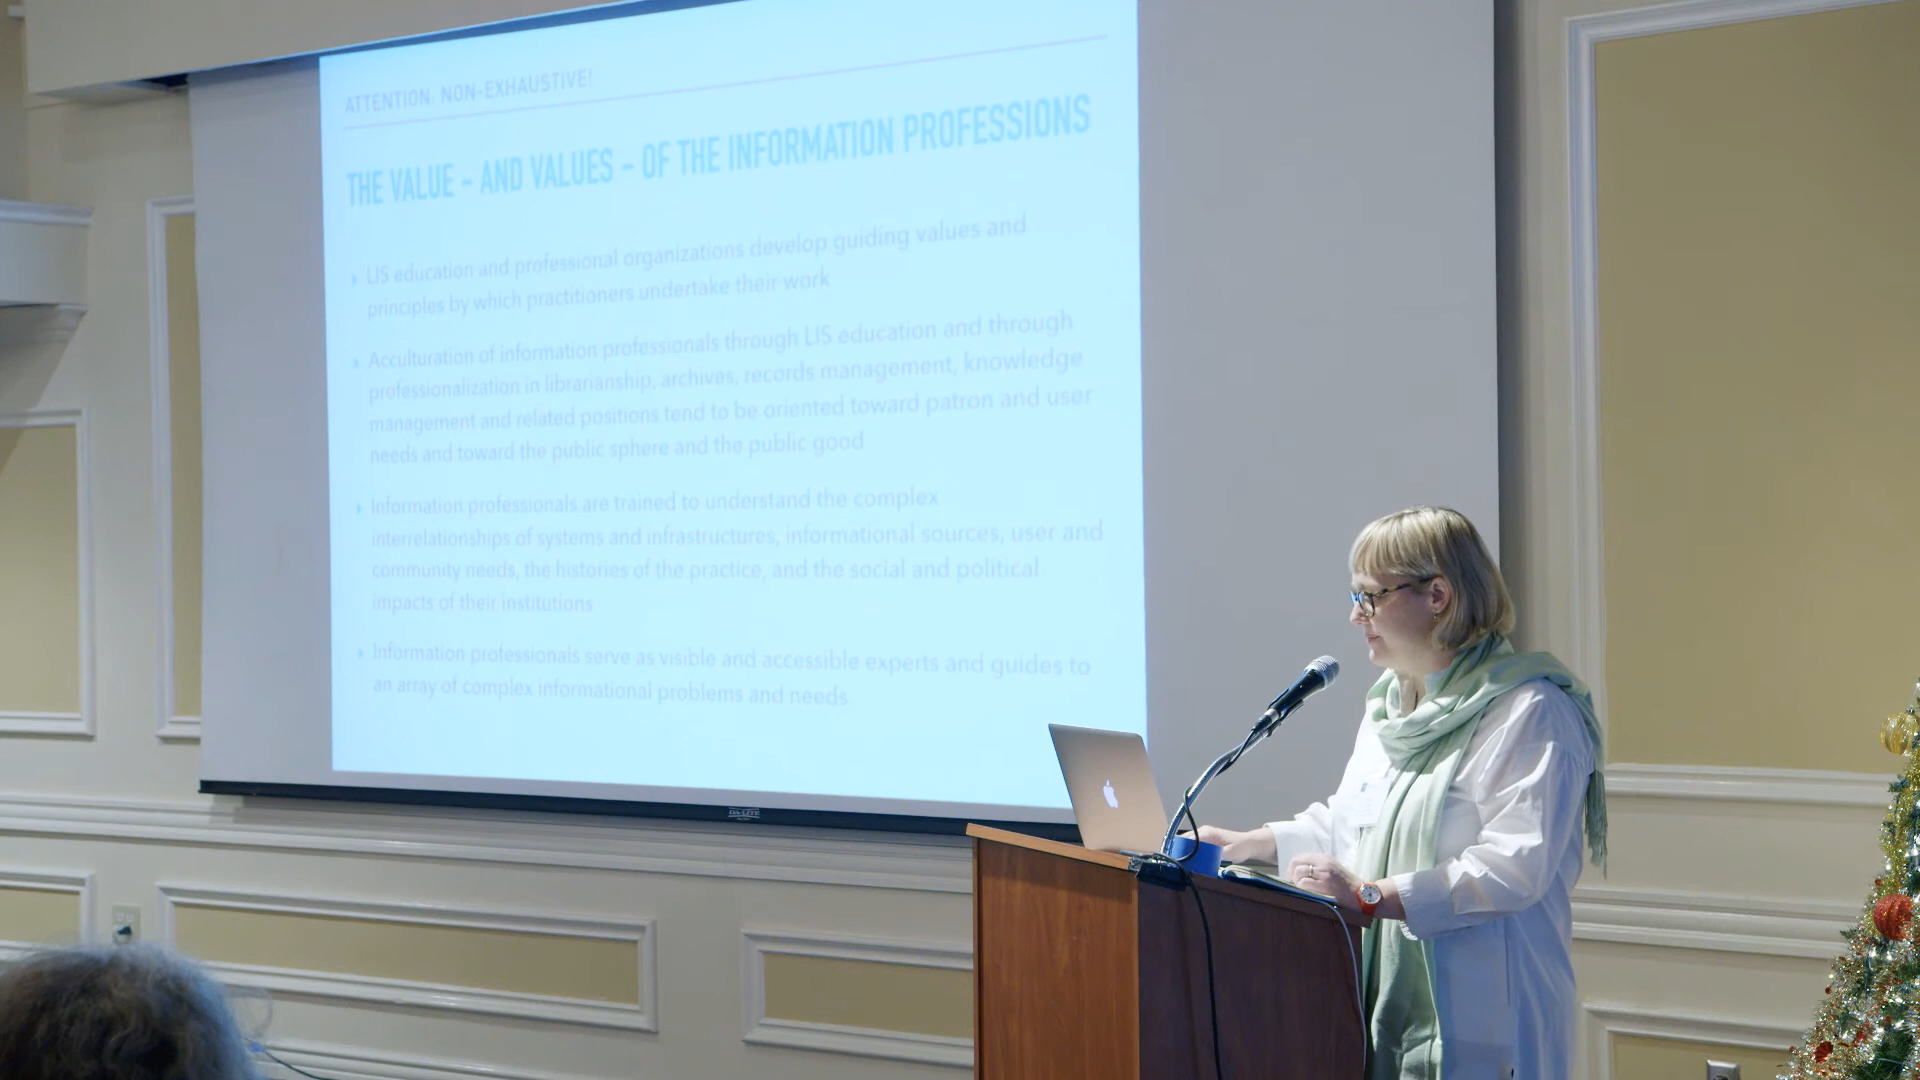 ATTENTION: NON-EXHAUSTIVE!
THE VALUE – AND VALUES – OF THE INFORMATION PROFESSIONS
LIS education and professional organizations develop guiding values and
principles by which practitioners undertake their work
Acculturation of information professionals through LIS education and through
professionalization in librarianship, archives, records management, knowledge
management and related positions tend to be oriented toward patron and user
needs and toward the public sphere and the public good
Information professionals are trained to understand the complex
interrelationships of systems and infrastructures, informational sources, user and
community needs, the histories of the practice, and the social and political
impacts of their institutions
Information professionals serve as visible and accessible experts and guides to
an array of complex informational problems and needs
DA-LITE